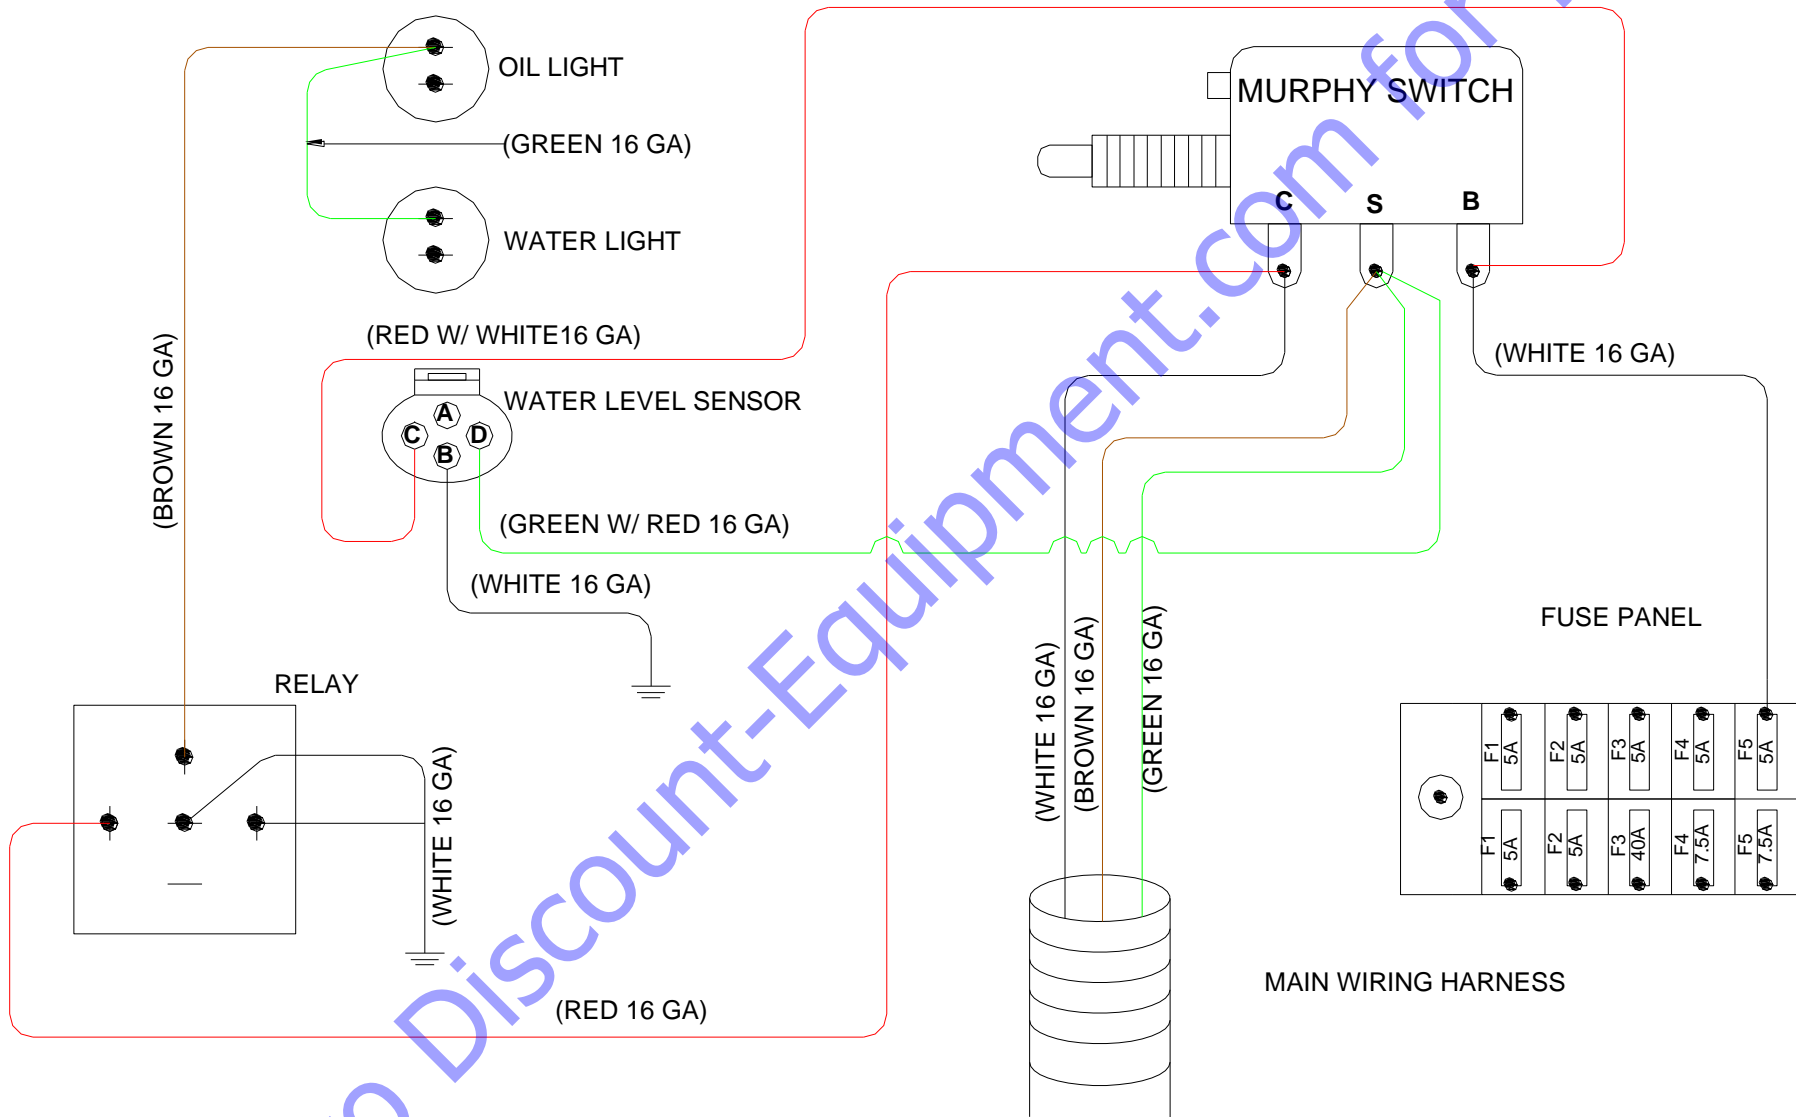 OIL LIGHT
(GREEN 16 GA)
WATER LIGHT
(RED W/ WHITE16 GA)
WATER LEVEL SENSOR
A
C
D
B
(BROWN 16 GA)
(GREEN W/ RED 16 GA)
(WHITE 16 GA)
RELAY
(WHITE 16 GA)
(RED 16 GA)
MURPHY SWITCH
C
S
B
(WHITE 16 GA)
(WHITE 16 GA)
(BROWN 16 GA)
(GREEN 16 GA)
FUSE PANEL
F1 5A
F2 5A
F3 5A
F4 5A
F5 5A
F1 5A
F2 5A
F3 40A
F4 7.5A
F5 7.5A
MAIN WIRING HARNESS
Discount-Equipment.com for